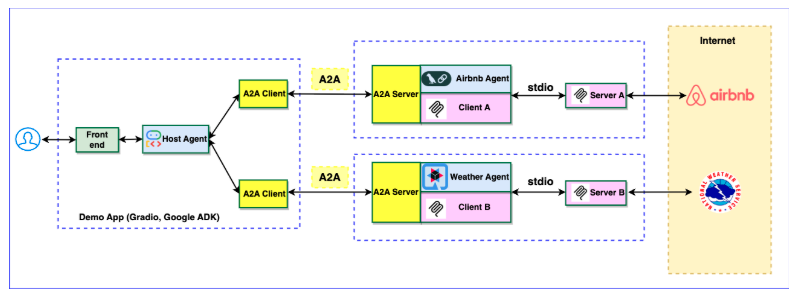 Internet
A2A
Airbnb Agent
A2A Client
A2A Server
stdio
Server A
airbnb
Client A
Front
end
Host Agent
A2A
Weather Agent
A2A Client
A2A Server
stdio
Server B
Client B
NATIONAL WEATHER SERVICE
Demo App (Gradio, Google ADK)